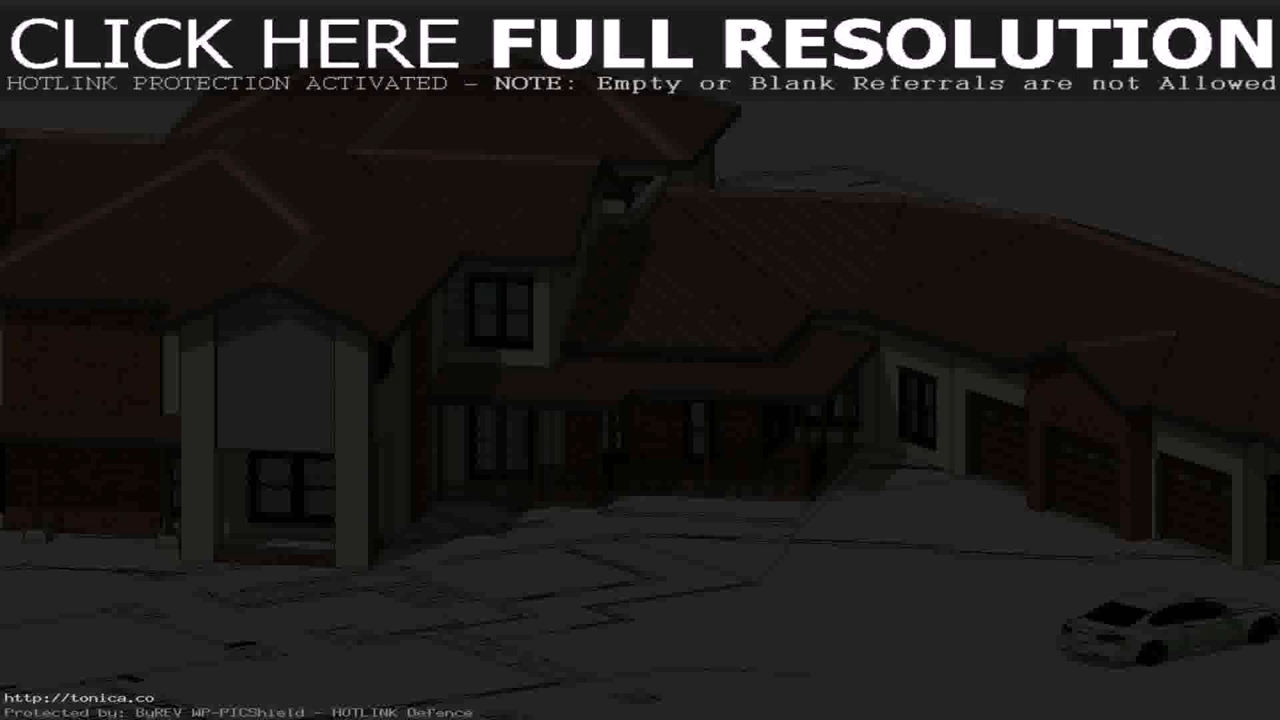 CLICK HERE FULL RESOLUTION
HOTLINK PROTECTION ACTIVATED - NOTE: Empty or Blank Referrals are not Allowed
http://tonica.co
Protected by: ByREV WP-PICShield - HOTLINK Defence